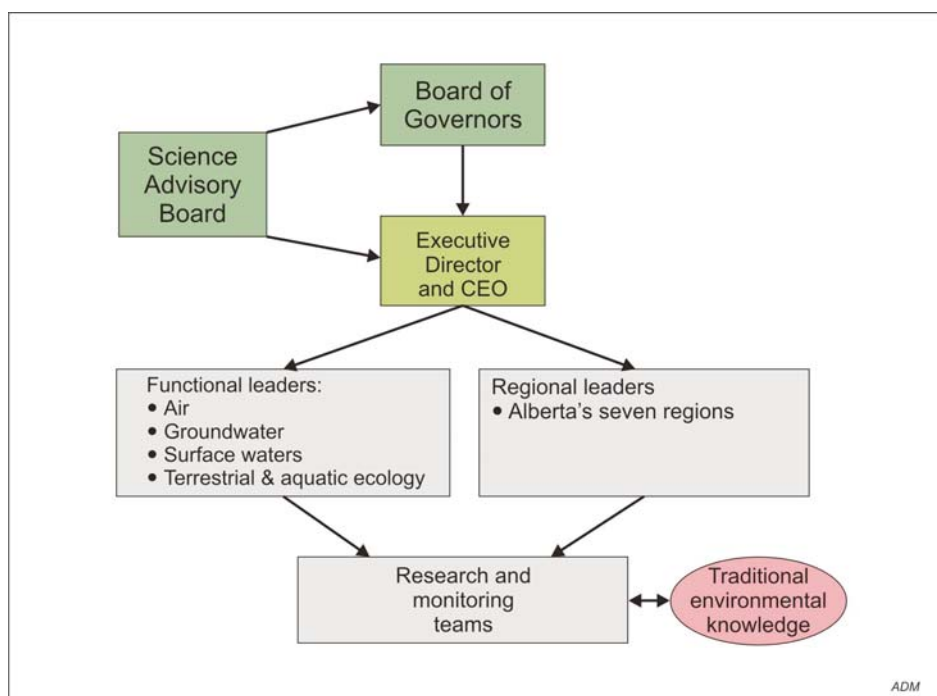 Board of
Governors
Science
Advisory
Board
Executive
Director
and CEO
Functional leaders:
• Air
• Groundwater
• Surface waters
• Terrestrial & aquatic ecology
Regional leaders
• Alberta's seven regions
Research and
monitoring
teams
Traditional
environmental
knowledge
ADM